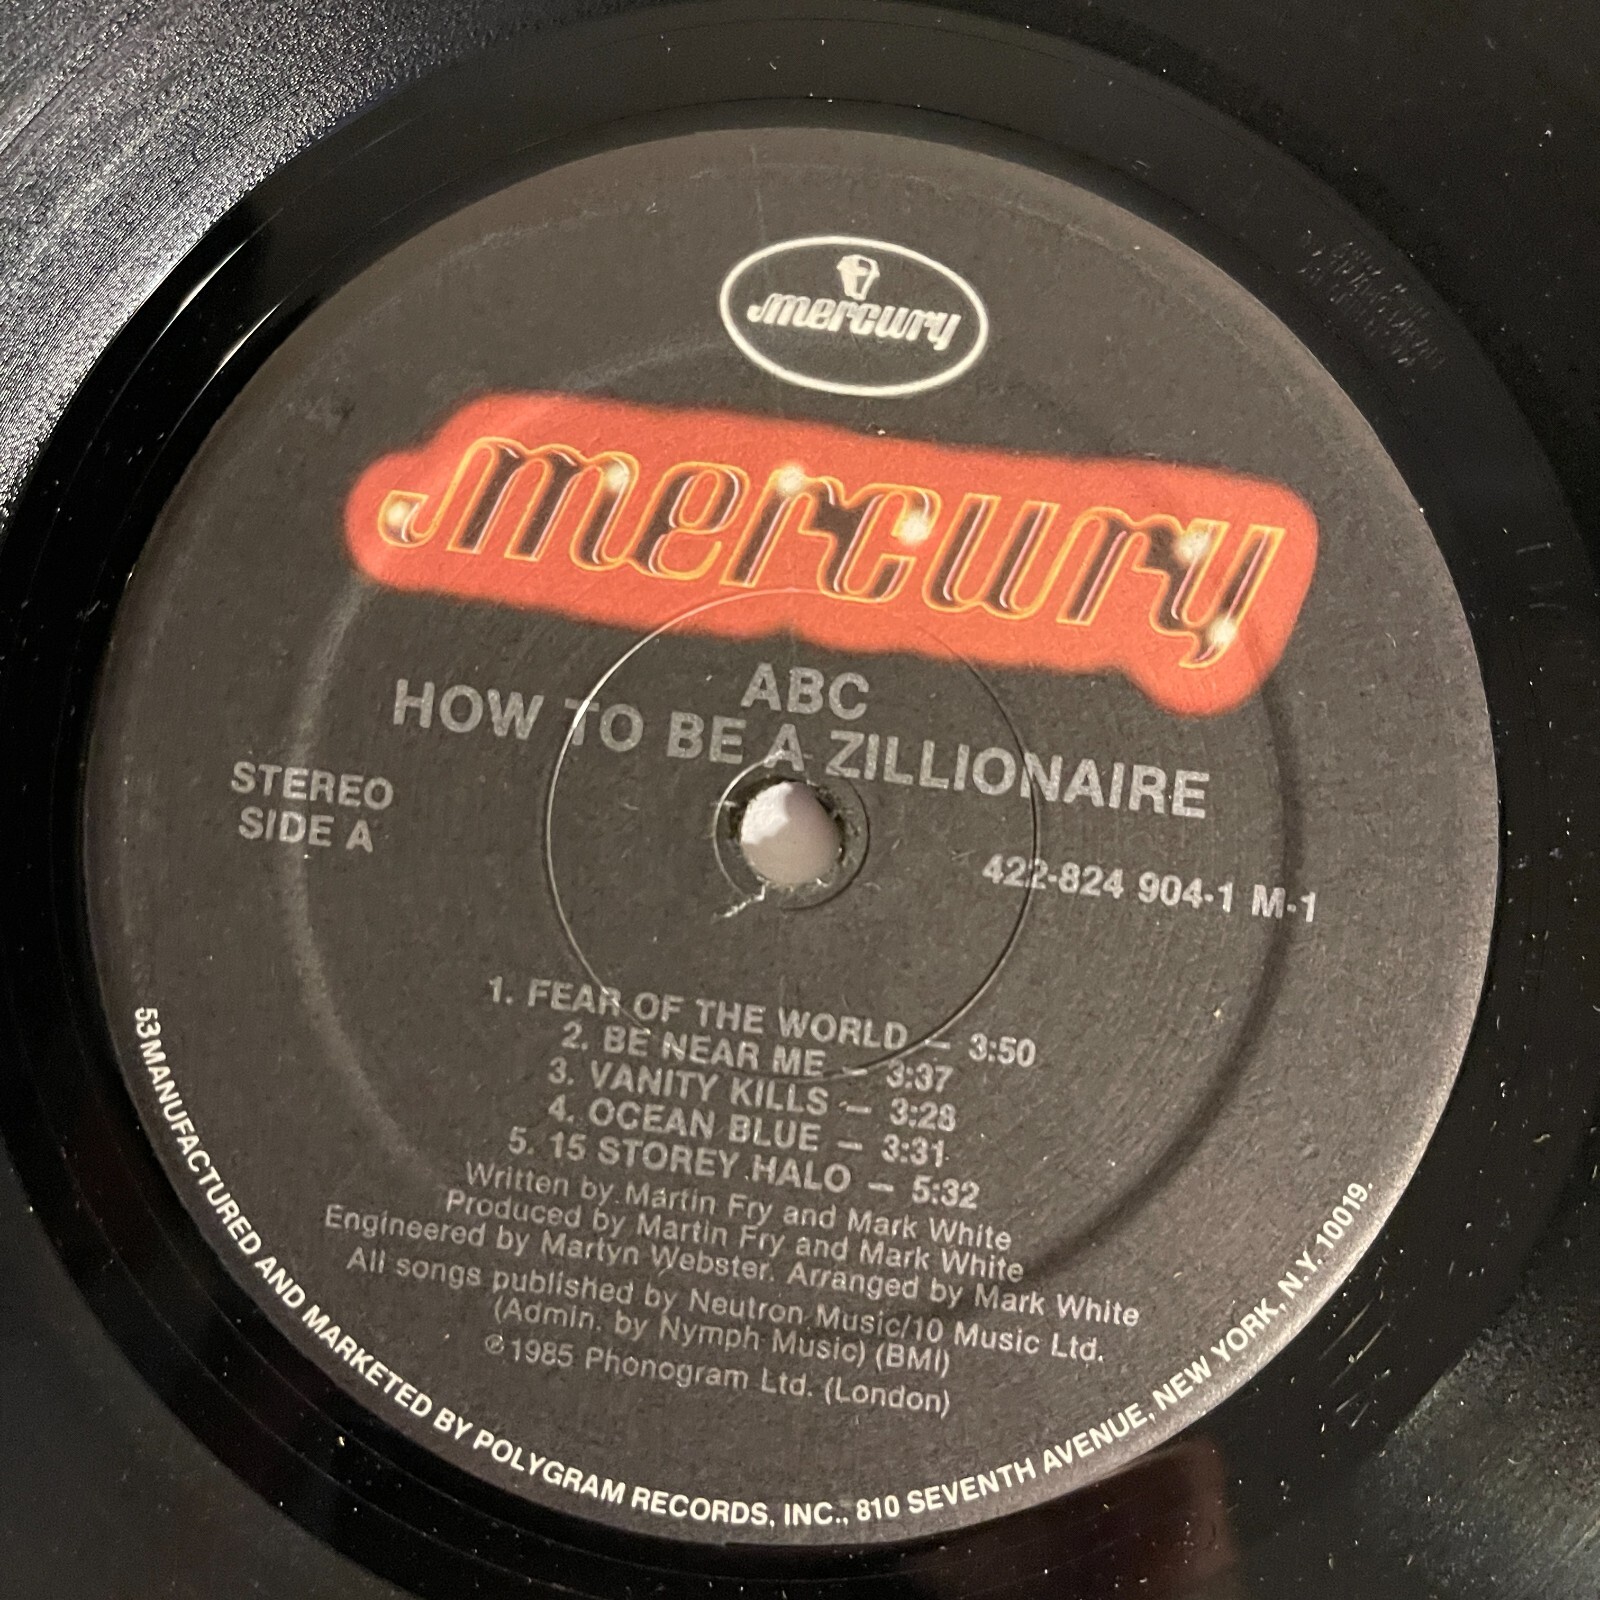 mercury
mercury
ABC
HOW TO BE A ZILLIONAIRE
STEREO
SIDE A
422-824 904-1 M-1
1. FEAR OF THE WORLD — 3:50
2. BE NEAR ME — 3:37
3. VANITY KILLS — 3:28
4. OCEAN BLUE — 3:31
5. 15 STOREY HALO — 5:32
Written by Martin Fry and Mark White
Produced by Martin Fry and Mark White
Engineered by Martyn Webster. Arranged by Mark White
All songs published by Neutron Music/10 Music Ltd.
(Admin. by Nymph Music) (BMI)
℗ 1985 Phonogram Ltd. (London)
53 MANUFACTURED AND MARKETED BY POLYGRAM RECORDS, INC., 810 SEVENTH AVENUE, NEW YORK, N.Y. 10019.